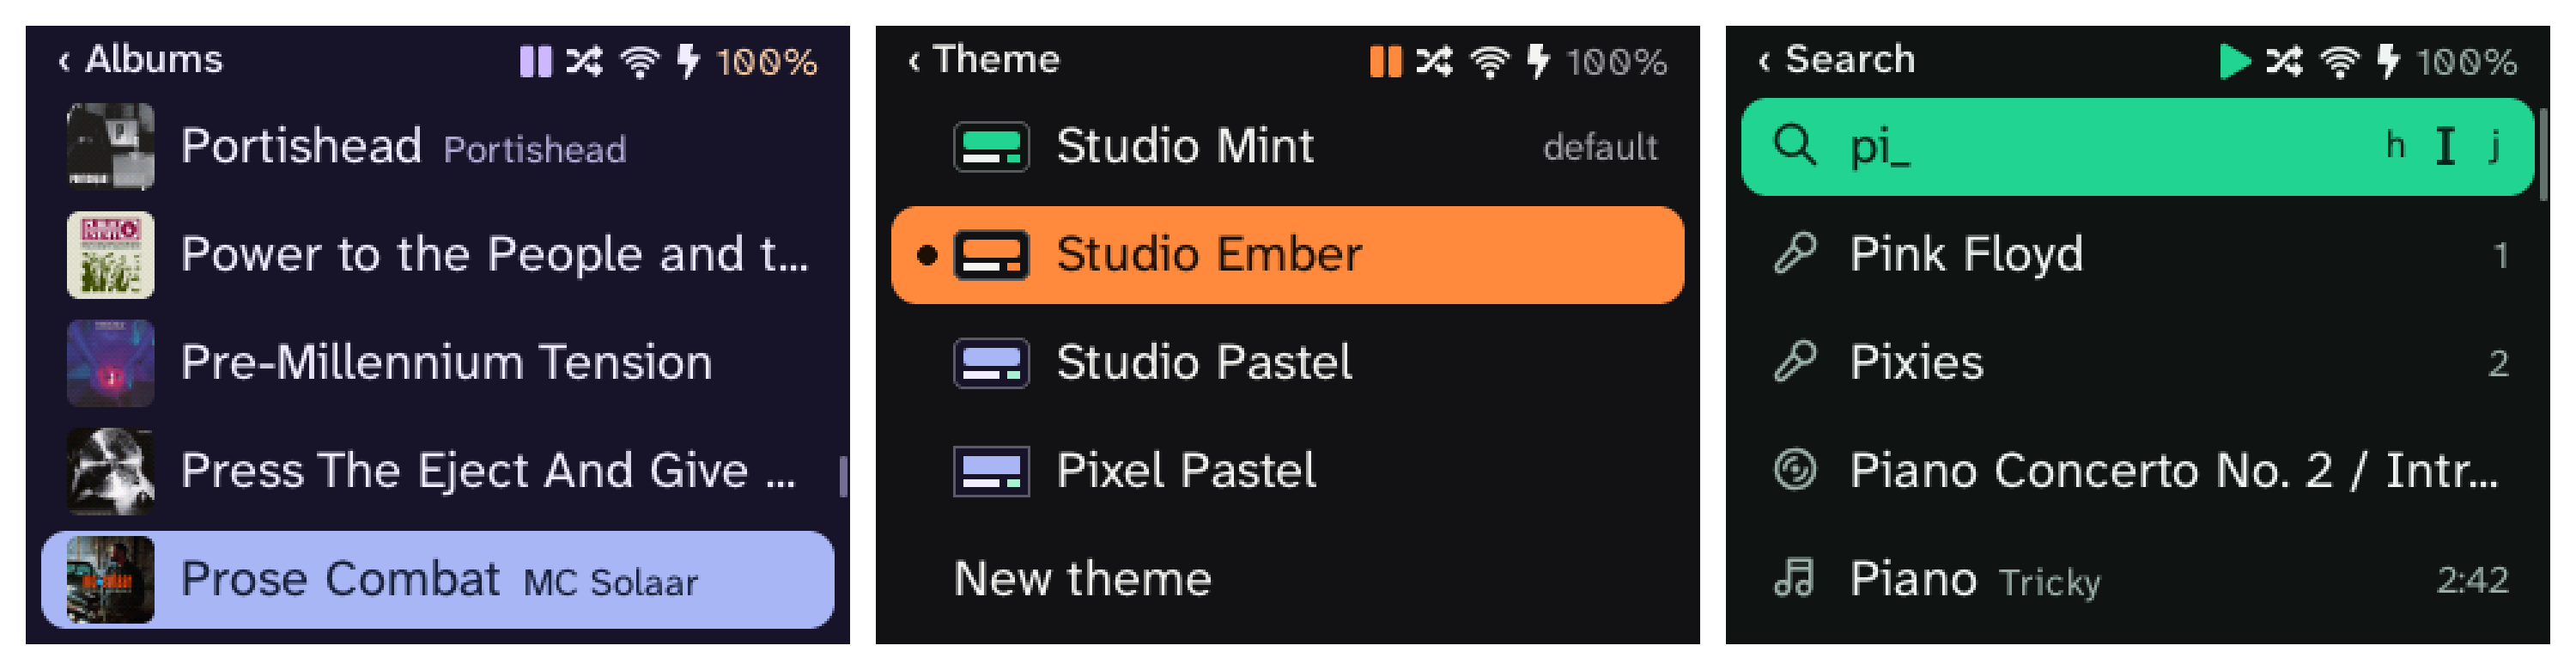 ‹ Albums 100%
Portishead Portishead
Power to the People and t...
Pre-Millennium Tension
Press The Eject And Give ...
Prose Combat MC Solaar
‹ Theme 100%
Studio Mint default
Studio Ember
Studio Pastel
Pixel Pastel
New theme
‹ Search 100%
pi_ h I j
Pink Floyd 1
Pixies 2
Piano Concerto No. 2 / Intr...
Piano Tricky 2:42